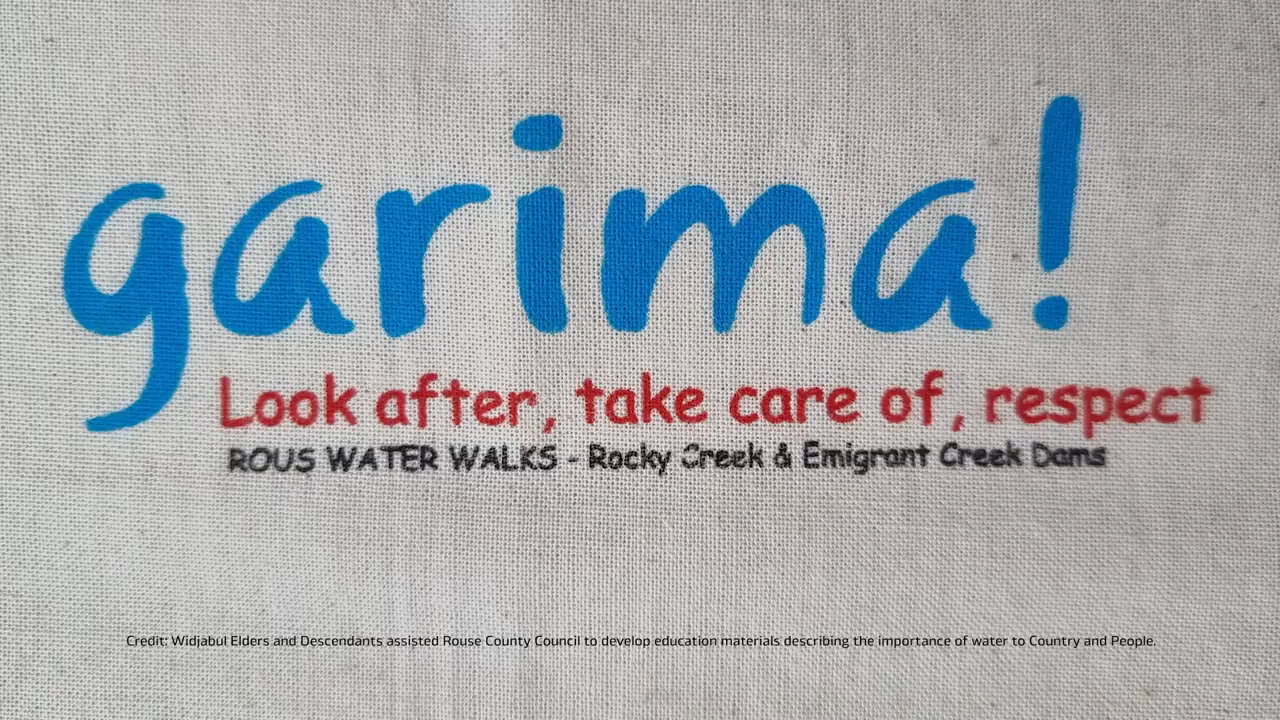 garima!
Look after, take care of, respect
ROUS WATER WALKS - Rocky Creek & Emigrant Creek Dams
Credit: Widjabul Elders and Descendants assisted Rouse County Council to develop education materials describing the importance of water to Country and People.